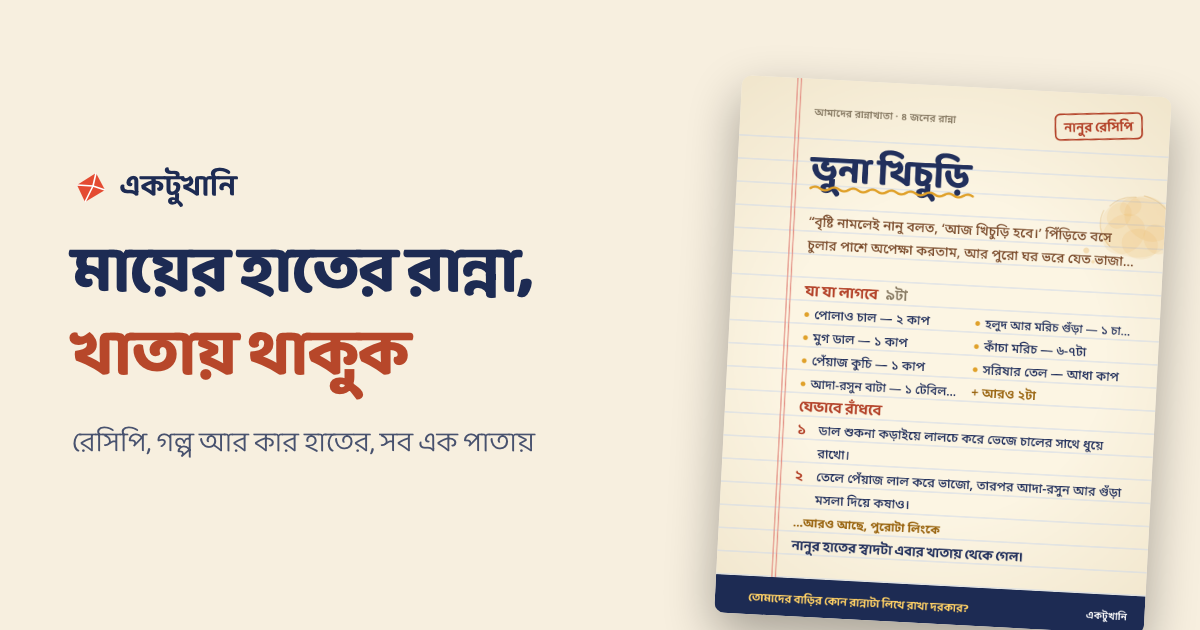 একটুখানি
মায়ের হাতের রান্না,
খাতায় থাকুক
রেসিপি, গল্প আর কার হাতের, সব এক পাতায়
আমাদের রান্নাখাতা · ৪ জনের রান্না
নানুর রেসিপি
ভুনা খিচুড়ি
“বৃষ্টি নামলেই নানু বলত, ‘আজ খিচুড়ি হবে।’ পিঁড়িতে বসে
চুলার পাশে অপেক্ষা করতাম, আর পুরো ঘর ভরে যেত ভাজা…
যা যা লাগবে ৯টা
• পোলাও চাল — ২ কাপ
• মুগ ডাল — ১ কাপ
• পেঁয়াজ কুচি — ১ কাপ
• আদা-রসুন বাটা — ১ টেবিল…
• হলুদ আর মরিচ গুঁড়া — ১ চা…
• কাঁচা মরিচ — ৬-৭টা
• সরিষার তেল — আধা কাপ
+ আরও ২টা
যেভাবে রাঁধবে
১ ডাল শুকনা কড়াইয়ে লালচে করে ভেজে চালের সাথে ধুয়ে
রাখো।
২ তেলে পেঁয়াজ লাল করে ভাজো, তারপর আদা-রসুন আর গুঁড়া
মসলা দিয়ে কষাও।
…আরও আছে, পুরোটা লিংকে
নানুর হাতের স্বাদটা এবার খাতায় থেকে গেল।
তোমাদের বাড়ির কোন রান্নাটা লিখে রাখা দরকার?
একটুখানি